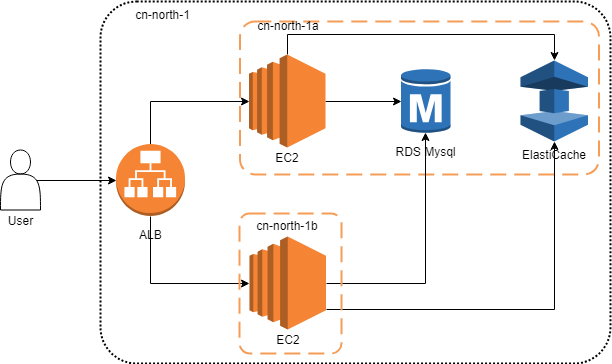 cn-north-1
cn-north-1a
EC2
M
RDS Mysql
ElastiCache
User
ALB
cn-north-1b
EC2